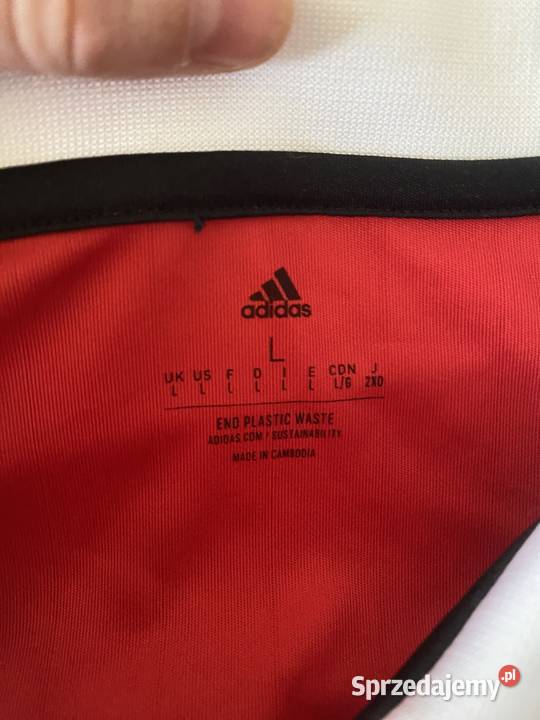 adidas
L
UK US F D I E CDN J
L L L L L L L/G 2XO
END PLASTIC WASTE
ADIDAS.COM / SUSTAINABILITY
MADE IN CAMBODIA
Sprzedajemy.pl